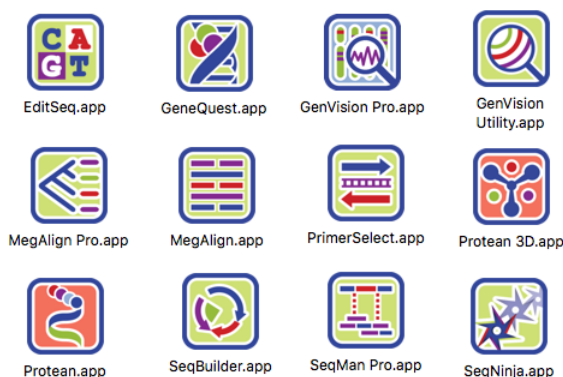 C A
G T
EditSeq.app
GeneQuest.app
GenVision Pro.app
GenVision
Utility.app
MegAlign Pro.app
MegAlign.app
PrimerSelect.app
Protean 3D.app
Protean.app
SeqBuilder.app
SeqMan Pro.app
SeqNinja.app